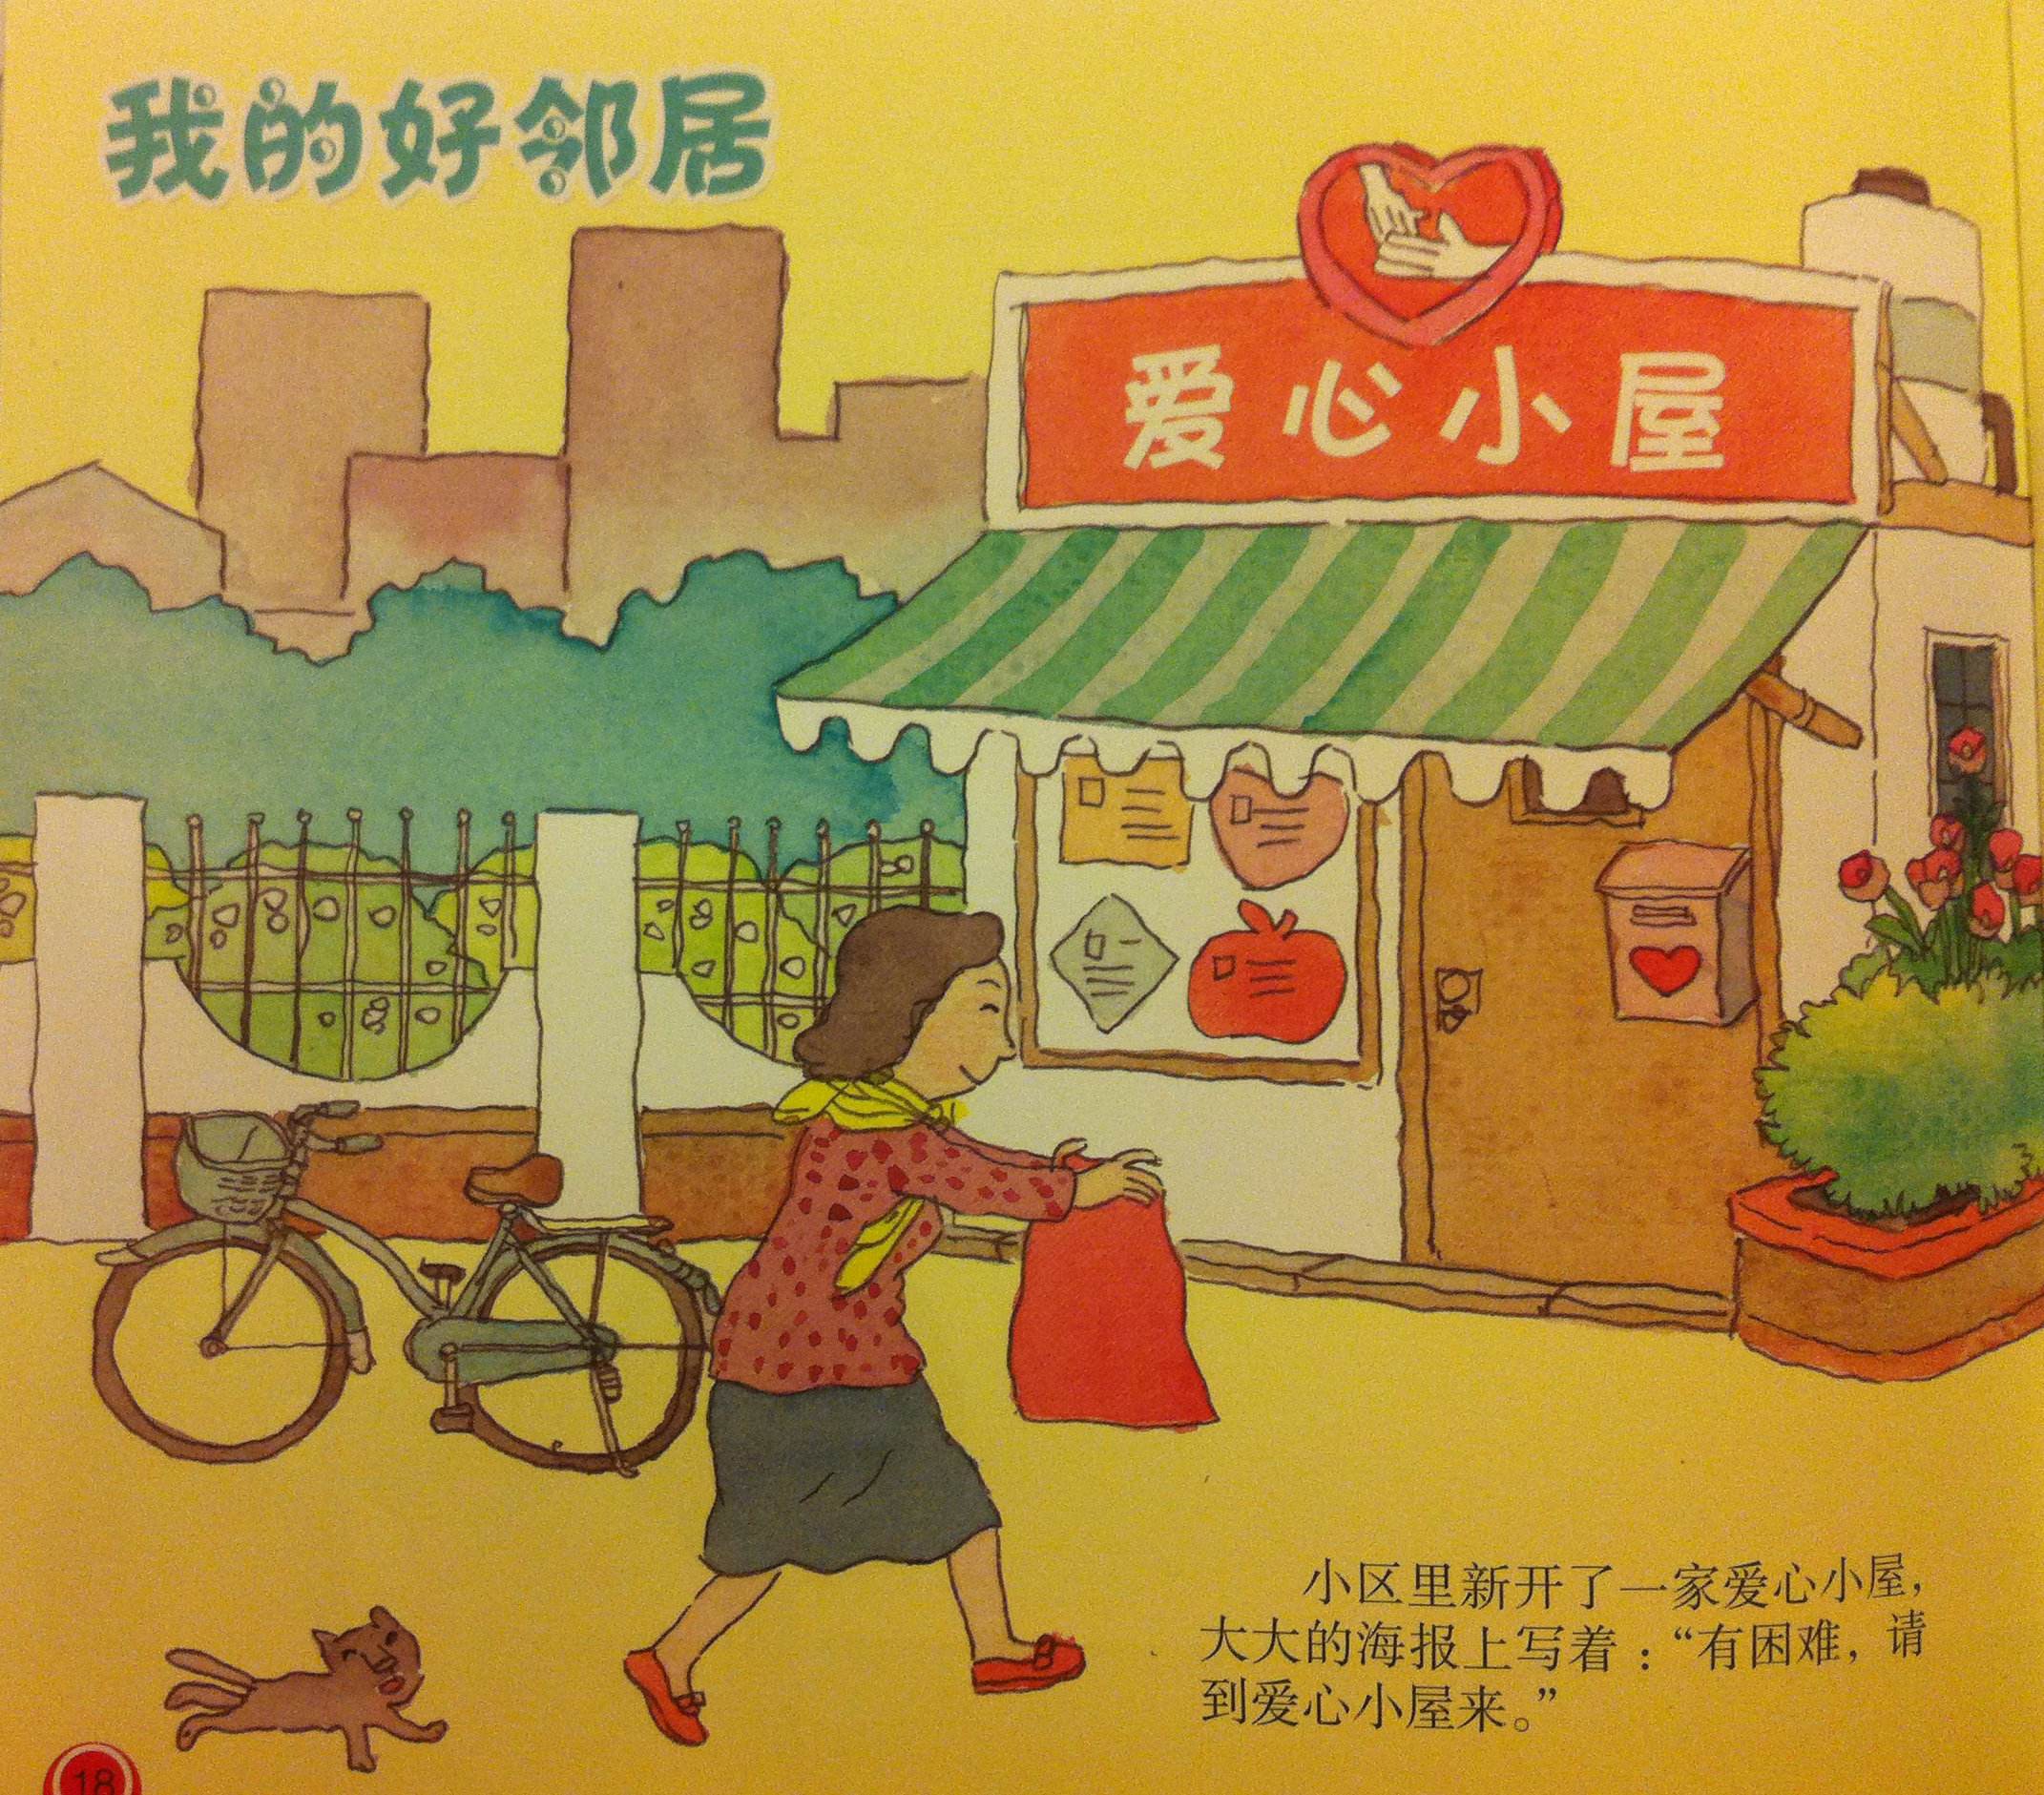 我的好邻居
爱心小屋
小区里新开了一家爱心小屋，
大大的海报上写着：“有困难，请
到爱心小屋来。”
18